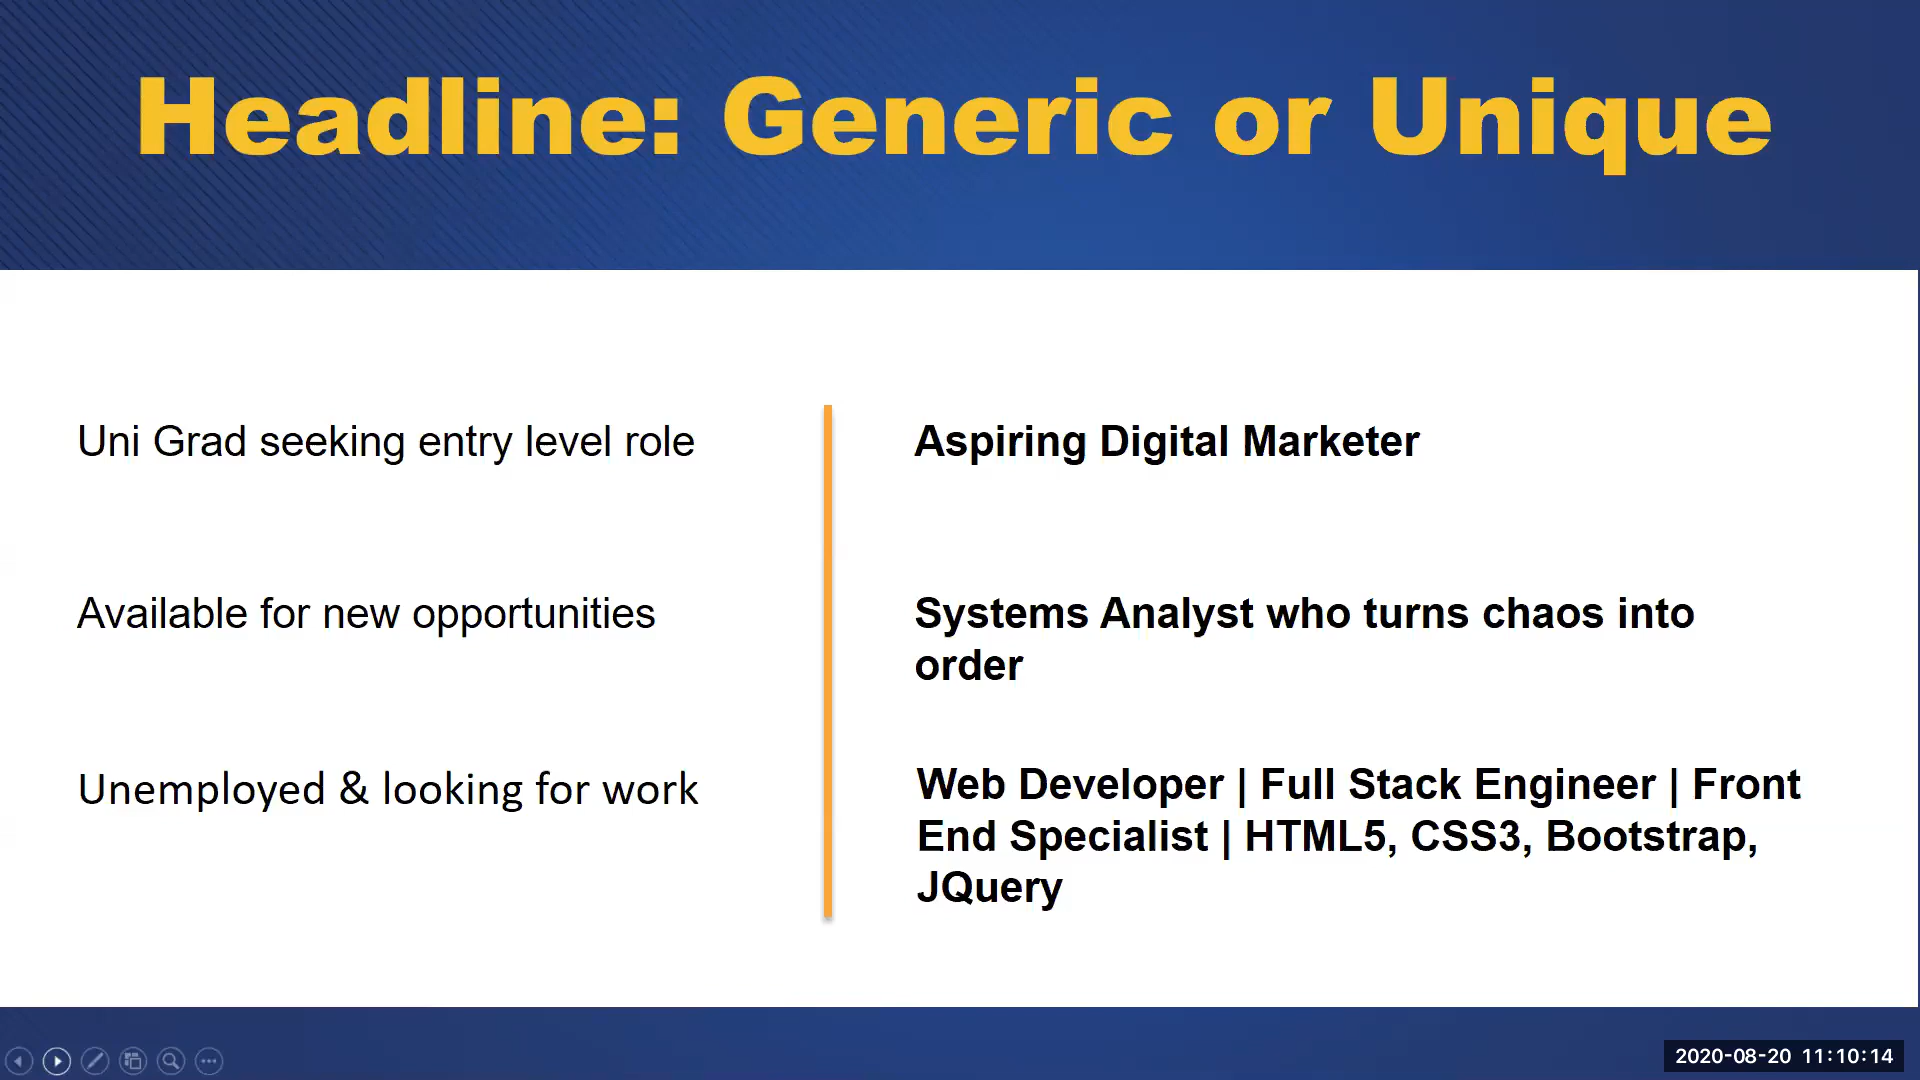 Headline: Generic or Unique
Uni Grad seeking entry level role
Aspiring Digital Marketer
Available for new opportunities
Systems Analyst who turns chaos into
order
Unemployed & looking for work
Web Developer | Full Stack Engineer | Front
End Specialist | HTML5, CSS3, Bootstrap,
JQuery
2020-08-20 11:10:14